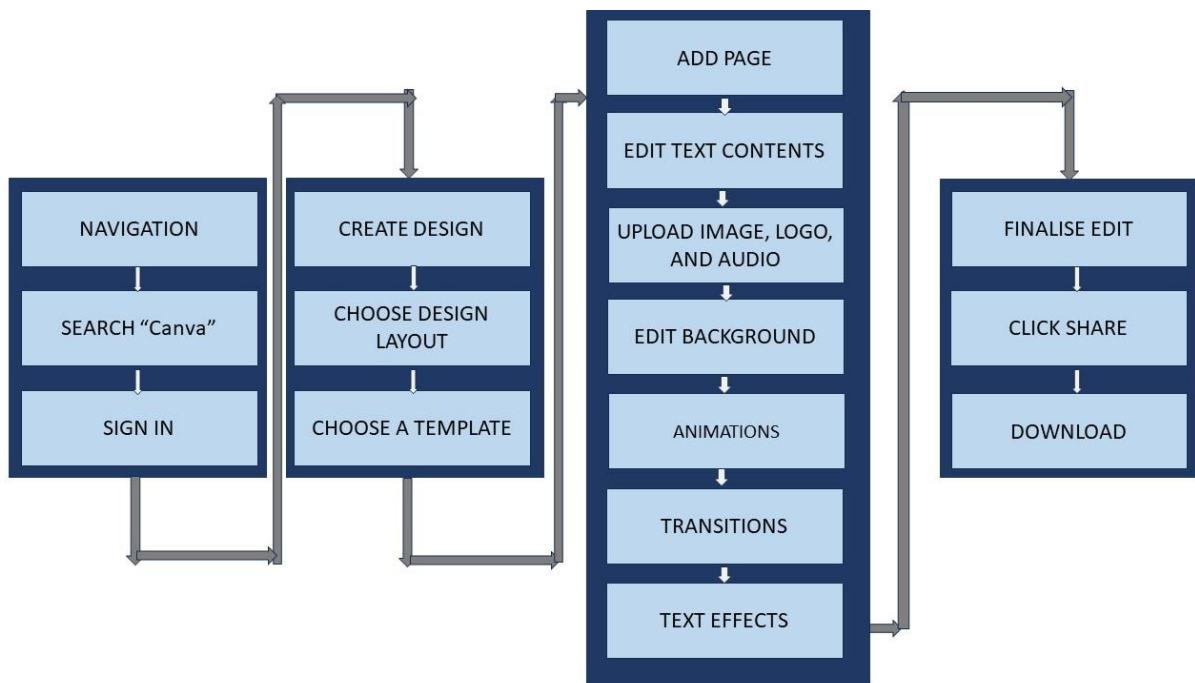 NAVIGATION
SEARCH “Canva”
SIGN IN
CREATE DESIGN
CHOOSE DESIGN
LAYOUT
CHOOSE A TEMPLATE
ADD PAGE
EDIT TEXT CONTENTS
UPLOAD IMAGE, LOGO,
AND AUDIO
EDIT BACKGROUND
ANIMATIONS
TRANSITIONS
TEXT EFFECTS
FINALISE EDIT
CLICK SHARE
DOWNLOAD